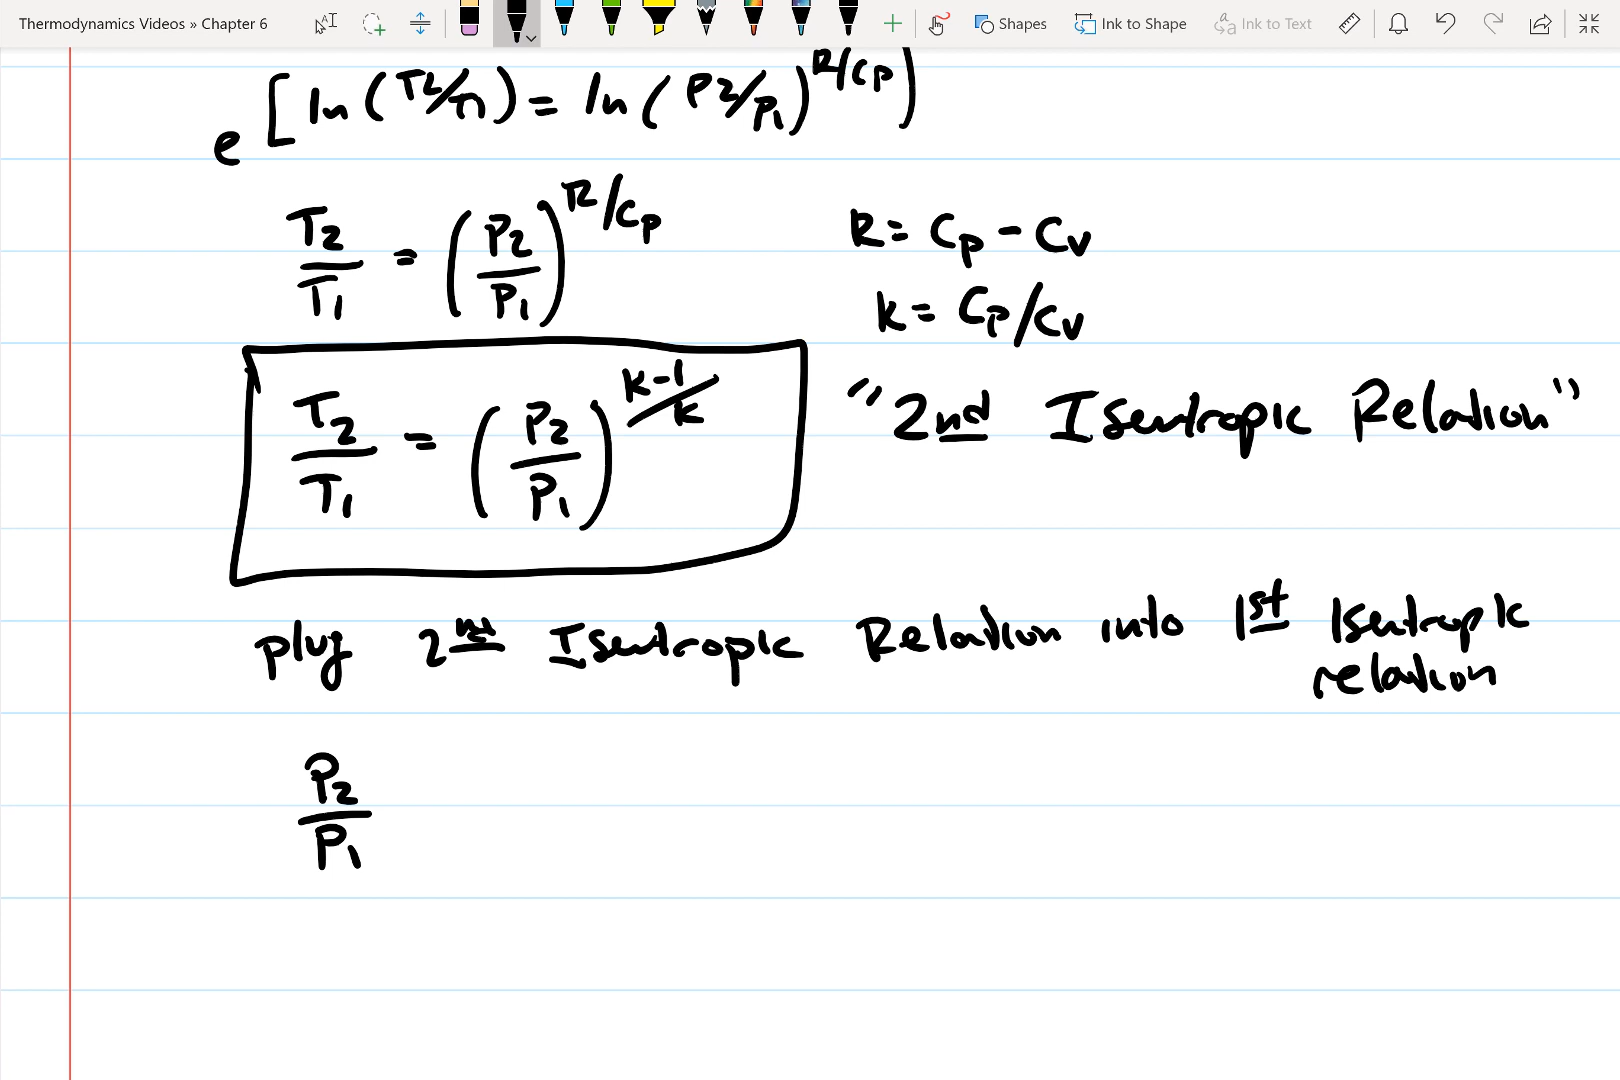 Thermodynamics Videos » Chapter 6
Shapes
Ink to Shape
Ink to Text
e [ln (T2/T1) = ln (P2/P1)^R/Cp]
T2/T1 = (P2/P1)^R/Cp
R = Cp - Cv
K = Cp/Cv
T2/T1 = (P2/P1)^K-1/K
"2nd Isentropic Relation"
plug 2nd Isentropic Relation into 1st Isentropic
relation
P2/P1